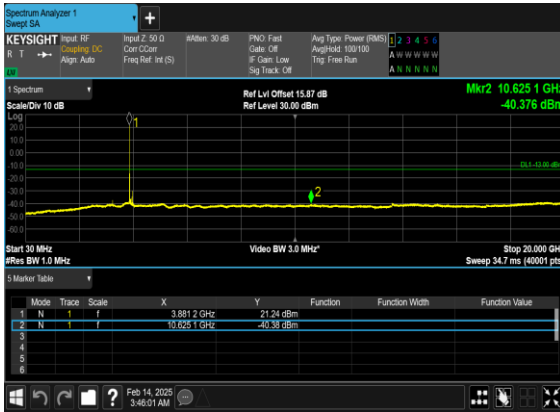 Spectrum Analyzer 1
Swept SA
+
KEYSIGHT Input: RF Input Z: 50 Ω #Atten: 30 dB PNO: Fast Avg Type: Power (RMS) 1 2 3 4 5 6
R T Coupling: DC Corr CCorr Gate: Off Avg|Hold: 100/100 A W W W W W
Align: Auto Freq Ref: Int (S) IF Gain: Low Trig: Free Run
Sig Track: Off A N N N N N
1 Spectrum
Ref Lvl Offset 15.87 dB Mkr2 10.625 1 GHz
Scale/Div 10 dB Ref Level 30.00 dBm -40.376 dBm
Log
20.0
10.0
0.00
-10.0
DL1 -13.00 dBm
-20.0
-30.0
-40.0
-50.0
-60.0
1
2
Start 30 MHz Video BW 3.0 MHz* Stop 20.000 GHz
#Res BW 1.0 MHz Sweep 34.7 ms (40001 pts)
5 Marker Table
Mode Trace Scale X Y Function Function Width Function Value
1 N 1 f 3.881 2 GHz 21.24 dBm
2 N 1 f 10.625 1 GHz -40.38 dBm
3
4
5
6
? Feb 14, 2025
3:46:01 AM